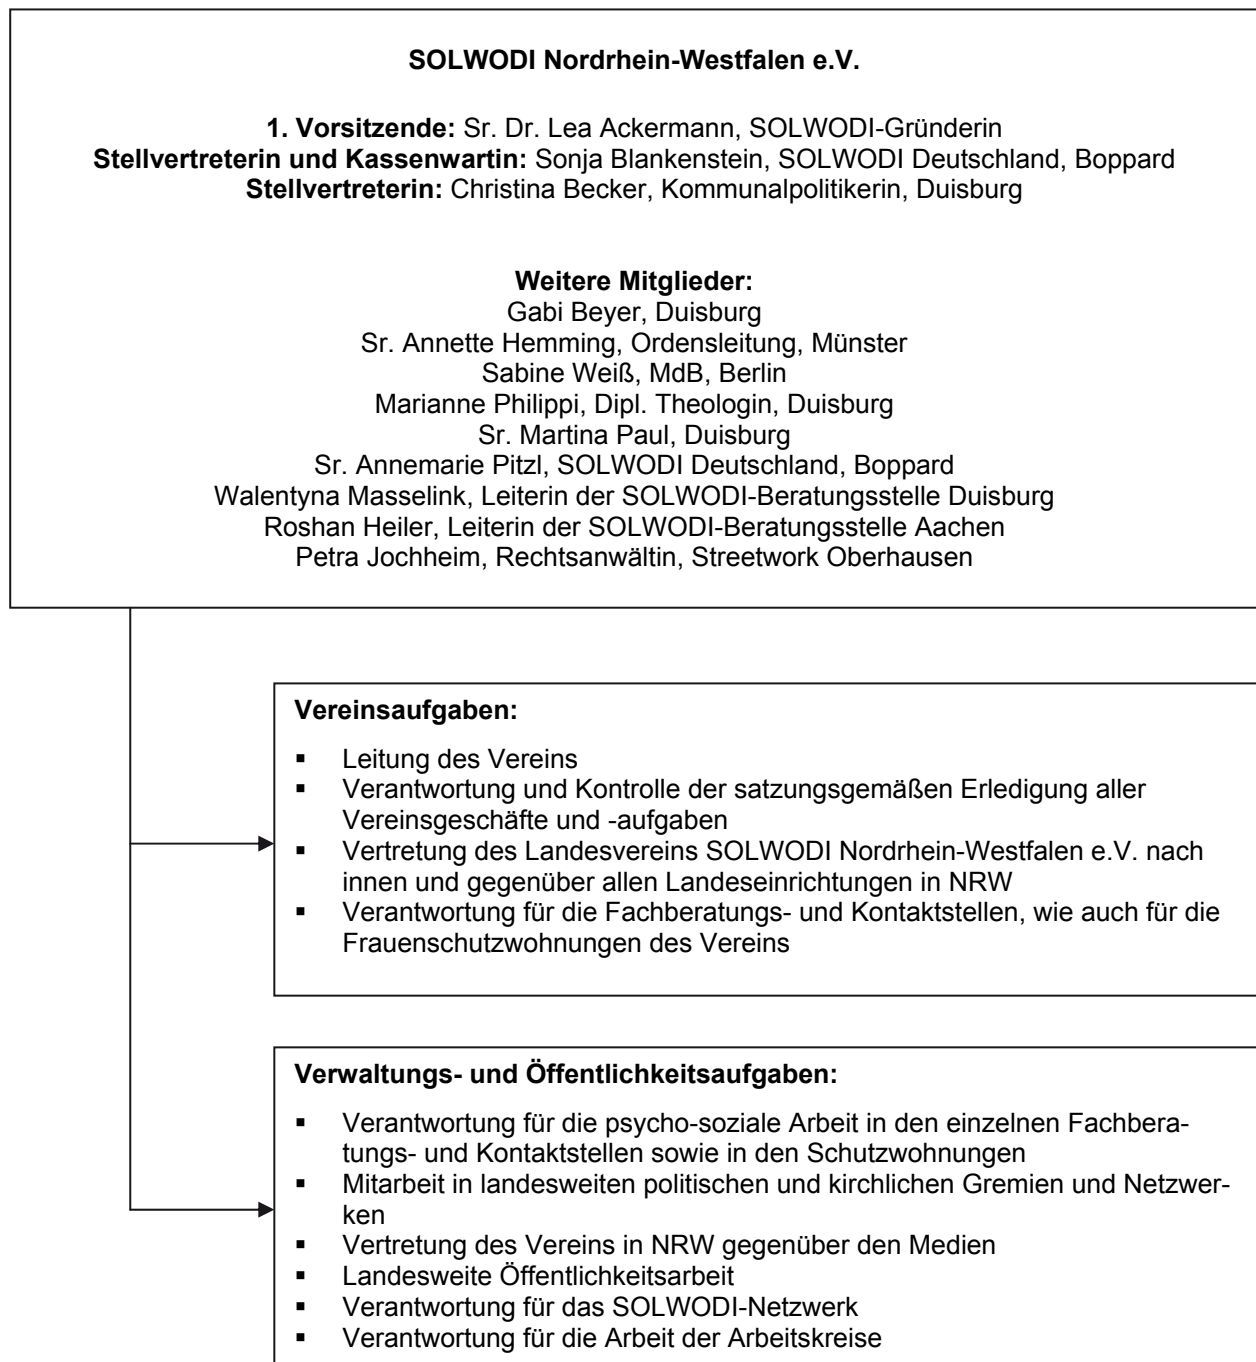 SOLWODI Nordrhein-Westfalen e.V.
1. Vorsitzende: Sr. Dr. Lea Ackermann, SOLWODI-Gründerin
Stellvertreterin und Kassenwartin: Sonja Blankenstein, SOLWODI Deutschland, Boppard
Stellvertreterin: Christina Becker, Kommunalpolitikerin, Duisburg
Weitere Mitglieder:
Gabi Beyer, Duisburg
Sr. Annette Hemming, Ordensleitung, Münster
Sabine Weiß, MdB, Berlin
Marianne Philippi, Dipl. Theologin, Duisburg
Sr. Martina Paul, Duisburg
Sr. Annemarie Pitzl, SOLWODI Deutschland, Boppard
Walentyna Masselink, Leiterin der SOLWODI-Beratungsstelle Duisburg
Roshan Heiler, Leiterin der SOLWODI-Beratungsstelle Aachen
Petra Jochheim, Rechtsanwältin, Streetwork Oberhausen
Vereinsaufgaben:
▪ Leitung des Vereins
▪ Verantwortung und Kontrolle der satzungsgemäßen Erledigung aller
Vereinsgeschäfte und -aufgaben
▪ Vertretung des Landesvereins SOLWODI Nordrhein-Westfalen e.V. nach
innen und gegenüber allen Landeseinrichtungen in NRW
▪ Verantwortung für die Fachberatungs- und Kontaktstellen, wie auch für die
Frauenschutzwohnungen des Vereins
Verwaltungs- und Öffentlichkeitsaufgaben:
▪ Verantwortung für die psycho-soziale Arbeit in den einzelnen Fachbera-
tungs- und Kontaktstellen sowie in den Schutzwohnungen
▪ Mitarbeit in landesweiten politischen und kirchlichen Gremien und Netzwer-
ken
▪ Vertretung des Vereins in NRW gegenüber den Medien
▪ Landesweite Öffentlichkeitsarbeit
▪ Verantwortung für das SOLWODI-Netzwerk
▪ Verantwortung für die Arbeit der Arbeitskreise